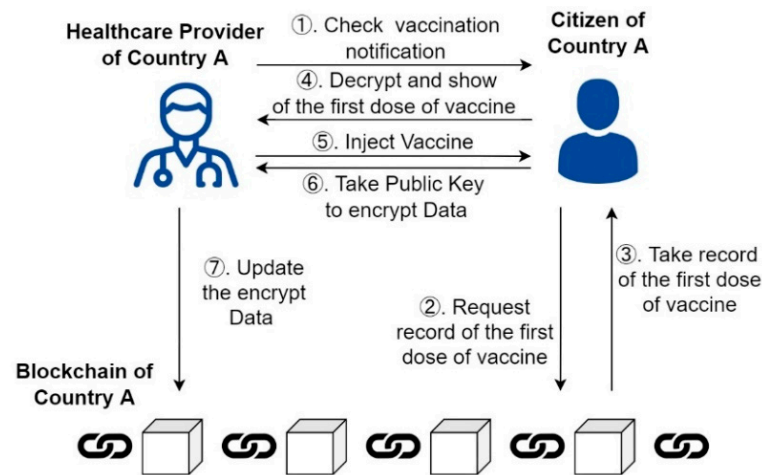 Healthcare Provider
of Country A
①. Check vaccination
notification
Citizen of
Country A
④. Decrypt and show
of the first dose of vaccine
⑤. Inject Vaccine
⑥. Take Public Key
to encrypt Data
⑦. Update
the encrypt
Data
②. Request
record of the first
dose of vaccine
③. Take record
of the first dose
of vaccine
Blockchain of
Country A